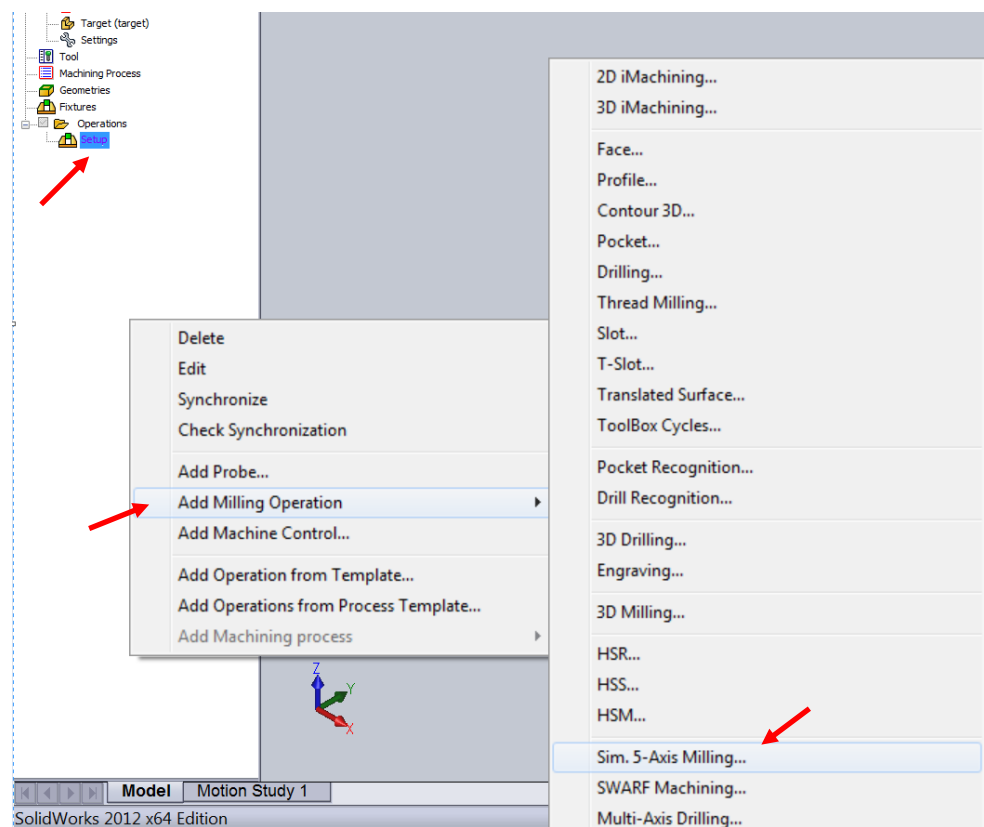 Target (target)
Settings
Tool
Machining Process
Geometries
Fixtures
Operations
Setup
Delete
Edit
Synchronize
Check Synchronization
Add Probe...
Add Milling Operation
Add Machine Control...
Add Operation from Template...
Add Operations from Process Template...
Add Machining process
2D iMachining...
3D iMachining...
Face...
Profile...
Contour 3D...
Pocket...
Drilling...
Thread Milling...
Slot...
T-Slot...
Translated Surface...
ToolBox Cycles...
Pocket Recognition...
Drill Recognition...
3D Drilling...
Engraving...
3D Milling...
HSR...
HSS...
HSM...
Sim. 5-Axis Milling...
SWARF Machining...
Multi-Axis Drilling...
Z
Y
X
Model
Motion Study 1
SolidWorks 2012 x64 Edition